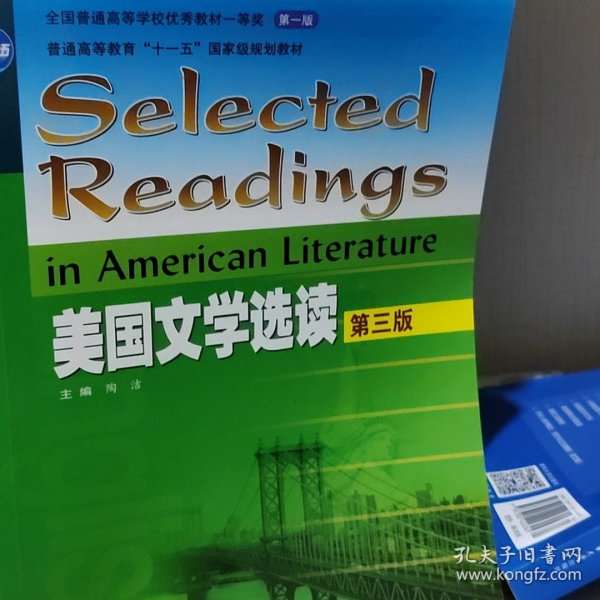 全国普通高等学校优秀教材一等奖 第一版
普通高等教育“十一五”国家级规划教材
Selected
Readings
in American Literature
美国文学选读 第三版
主编 陶洁
孔夫子旧书网
www.kongfz.com